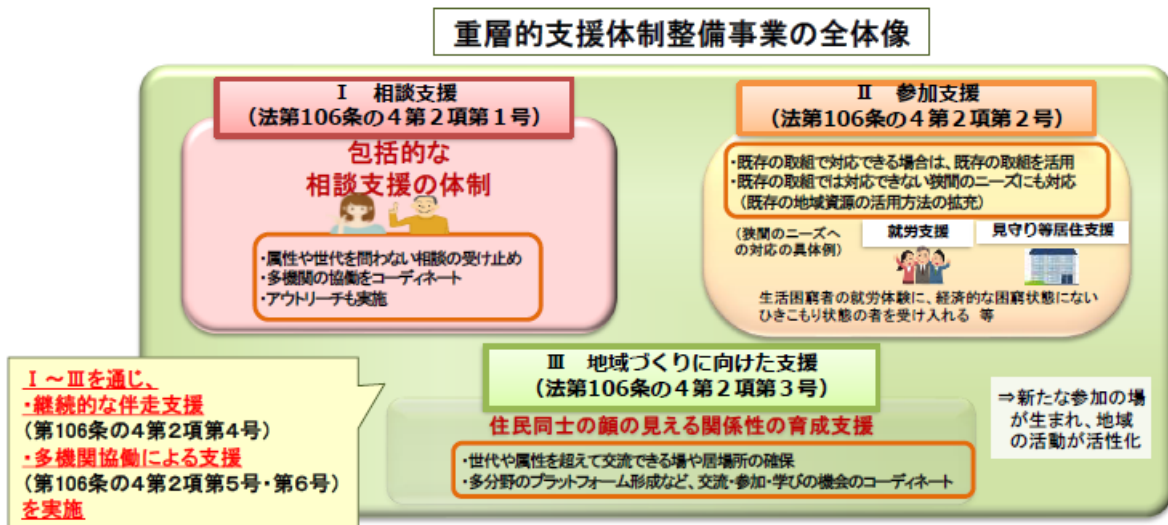 重層的支援体制整備事業の全体像
Ⅰ 相談支援
(法第106条の4第2項第1号)
包括的な
相談支援の体制
・属性や世代を問わない相談の受け止め
・多機関の協働をコーディネート
・アウトリーチも実施
Ⅱ 参加支援
(法第106条の4第2項第2号)
・既存の取組で対応できる場合は、既存の取組を活用
・既存の取組では対応できない狭間のニーズにも対応
(既存の地域資源の活用方法の拡充)
(狭間のニーズへ
の対応の具体例)
就労支援
見守り等居住支援
生活困窮者の就労体験に、経済的な困窮状態にない
ひきこもり状態の者を受け入れる 等
Ⅲ 地域づくりに向けた支援
(法第106条の4第2項第3号)
住民同士の顔の見える関係性の育成支援
・世代や属性を超えて交流できる場や居場所の確保
・多分野のプラットフォーム形成など、交流・参加・学びの機会のコーディネート
⇒新たな参加の場
が生まれ、地域
の活動が活性化
Ⅰ～Ⅲを通じ、
・継続的な伴走支援
(第106条の4第2項第4号)
・多機関協働による支援
(第106条の4第2項第5号・第6号)
を実施